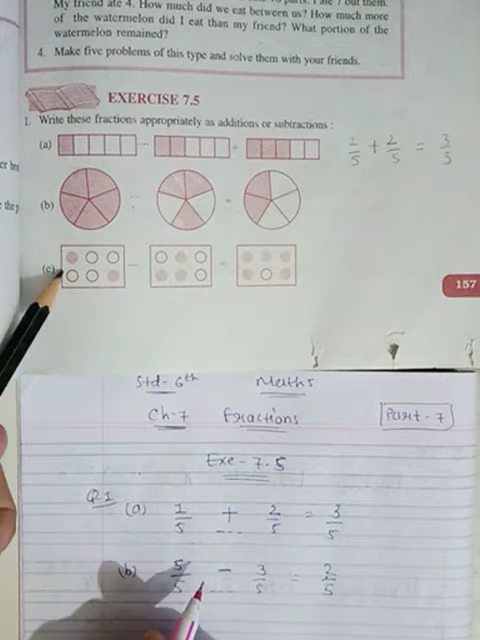 My friend ate 4. How much did we eat between us? How much more
of the watermelon did I eat than my friend? What portion of the
watermelon remained?
4. Make five problems of this type and solve them with your friends.
EXERCISE 7.5
1. Write these fractions appropriately as additions or subtractions :
(a) ... = 1/5 + 2/5 = 3/5
(b) ... =
(c) =
157
Std - 6th Maths
Ch-7 Fractions Part - 7
Exe - 7.5
Q1 (a) 1/5 + 2/5 = 3/5
(b) 5/5 - 3/5 = 2/5